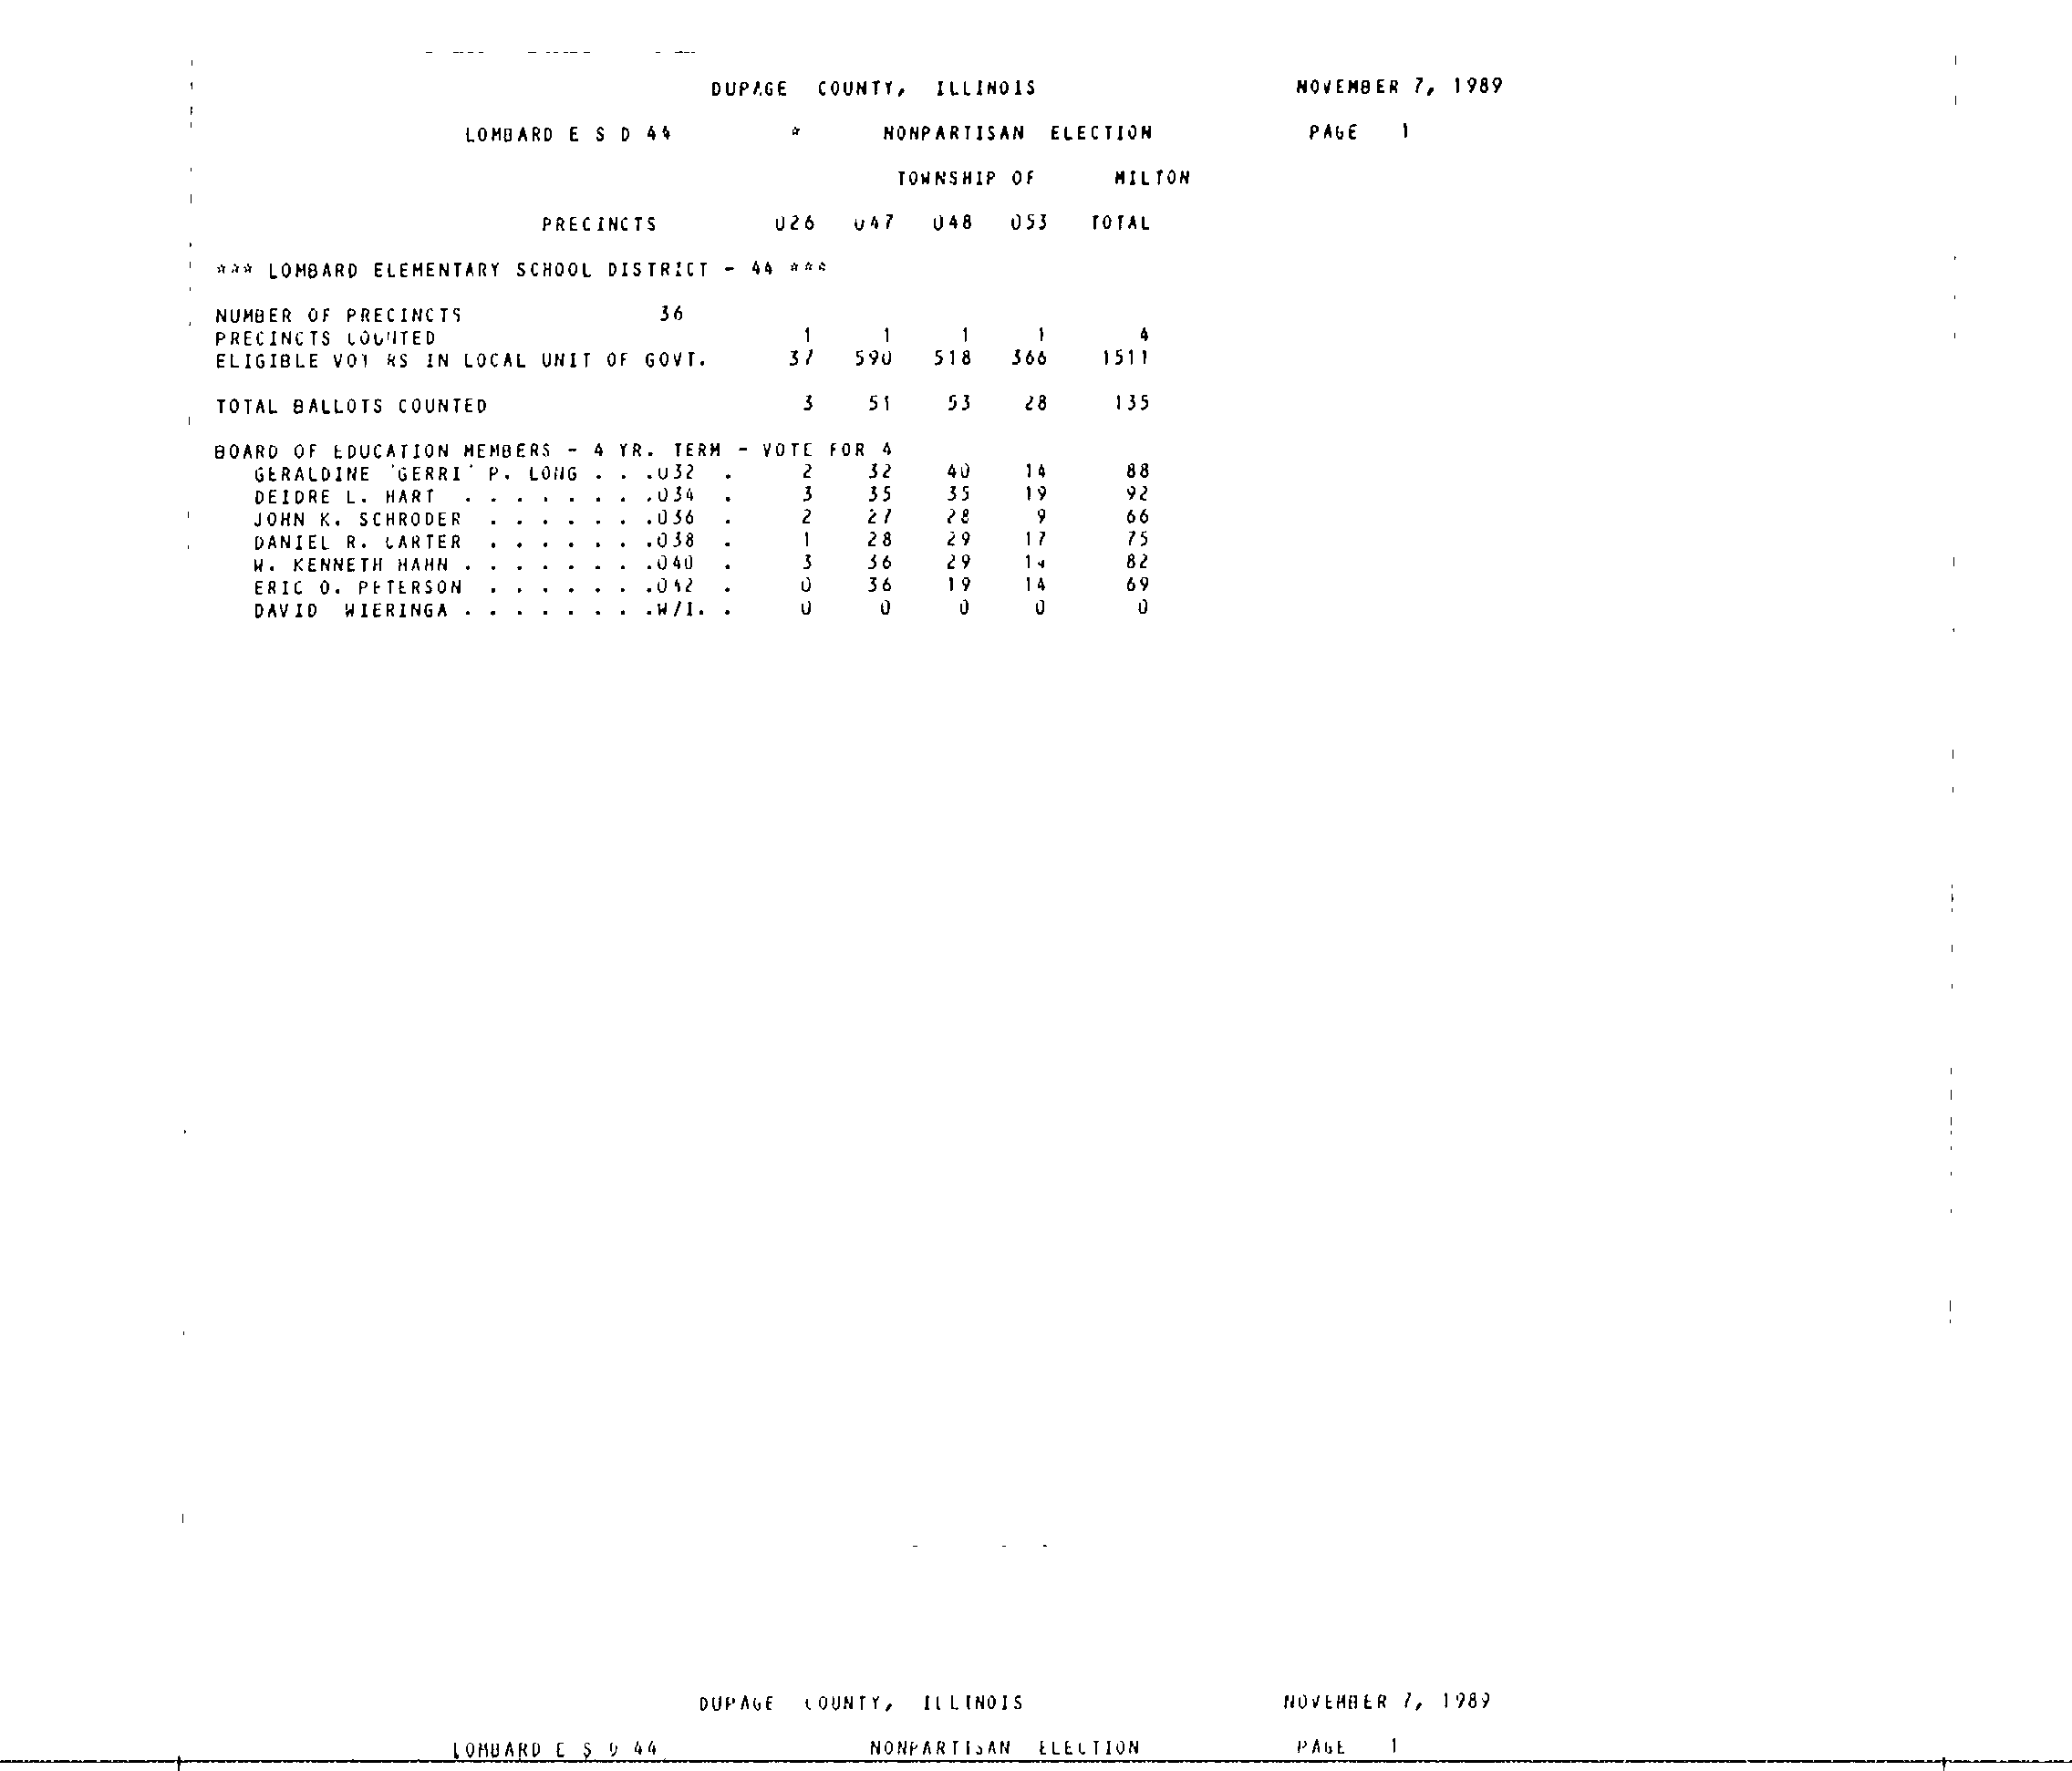 DUPAGE COUNTY, ILLINOIS NOVEMBER 7, 1989
LOMBARD E S D 44 * NONPARTISAN ELECTION PAGE 1
TOWNSHIP OF MILTON
PRECINCTS 026 047 048 053 TOTAL
*** LOMBARD ELEMENTARY SCHOOL DISTRICT - 44 ***
NUMBER OF PRECINCTS 36
PRECINCTS COUNTED 1 1 1 1 4
ELIGIBLE VOT RS IN LOCAL UNIT OF GOVT. 37 590 518 366 1511
TOTAL BALLOTS COUNTED 3 51 53 28 135
BOARD OF EDUCATION MEMBERS - 4 YR. TERM - VOTE FOR 4
GERALDINE 'GERRI' P. LONG . . .032 . 2 32 40 14 88
DEIDRE L. HART . . . . . . . .034 . 3 35 35 19 92
JOHN K. SCHRODER . . . . . . .036 . 2 27 28 9 66
DANIEL R. CARTER . . . . . . .038 . 1 28 29 17 75
W. KENNETH HAHN . . . . . . . .040 . 3 36 29 14 82
ERIC O. PETERSON . . . . . . .042 . 0 36 19 14 69
DAVID WIERINGA . . . . . . . .W/I. . 0 0 0 0 0
DUPAGE COUNTY, ILLINOIS NOVEMBER 7, 1989
LOMBARD E S D 44 NONPARTISAN ELECTION PAGE 1